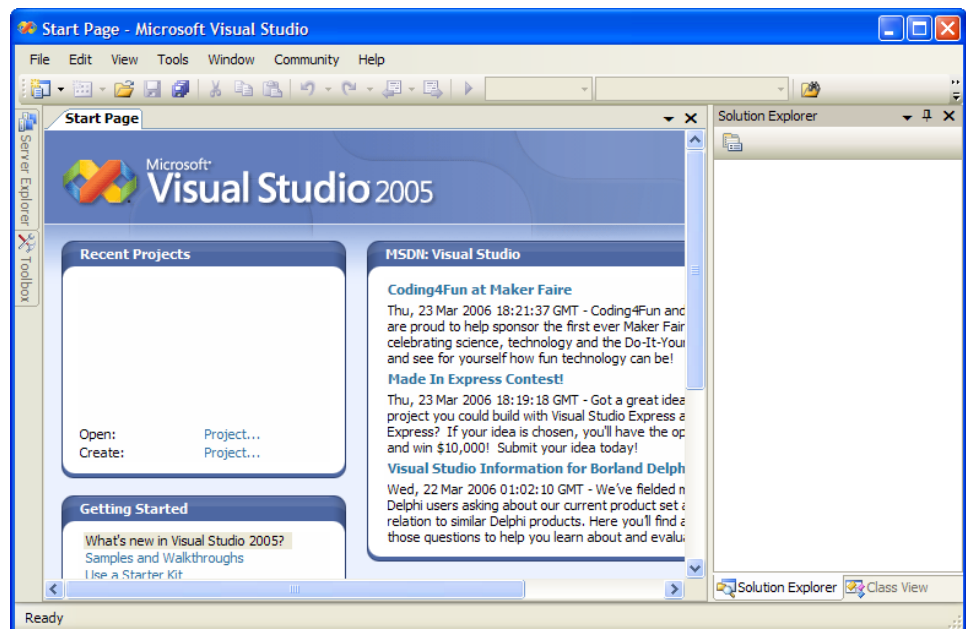 Start Page - Microsoft Visual Studio
File Edit View Tools Window Community Help
Server Explorer
Toolbox
Start Page
Microsoft
Visual Studio 2005
Recent Projects
Open: Project...
Create: Project...
Getting Started
What's new in Visual Studio 2005?
Samples and Walkthroughs
Use a Starter Kit
MSDN: Visual Studio
Coding4Fun at Maker Faire
Thu, 23 Mar 2006 18:21:37 GMT - Coding4Fun and
are proud to help sponsor the first ever Maker Fair
celebrating science, technology and the Do-It-Your
and see for yourself how fun technology can be!
Made In Express Contest!
Thu, 23 Mar 2006 18:19:18 GMT - Got a great idea
project you could build with Visual Studio Express a
Express? If your idea is chosen, you'll have the op
and win $10,000! Submit your idea today!
Visual Studio Information for Borland Delph
Wed, 22 Mar 2006 01:02:10 GMT - We've fielded m
Delphi users asking about our current product set a
relation to similar Delphi products. Here you'll find a
those questions to help you learn about and evalua
Solution Explorer
Solution Explorer Class View
Ready